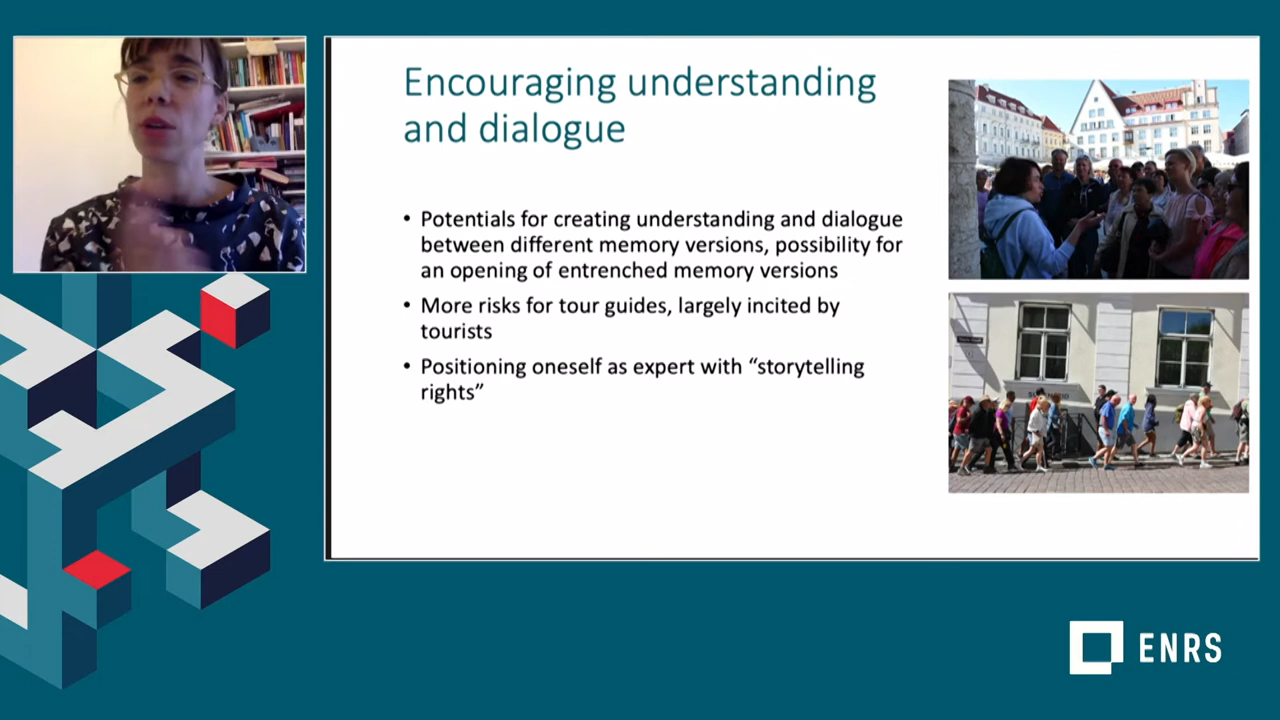 Encouraging understanding
and dialogue
• Potentials for creating understanding and dialogue
between different memory versions, possibility for
an opening of entrenched memory versions
• More risks for tour guides, largely incited by
tourists
• Positioning oneself as expert with “storytelling
rights”
ENRS